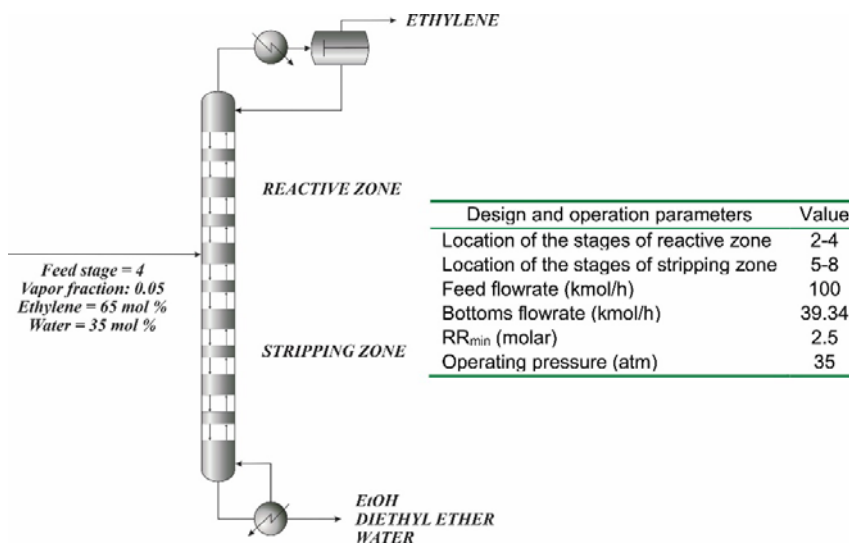 ETHYLENE
REACTIVE ZONE
Feed stage = 4
Vapor fraction: 0.05
Ethylene = 65 mol %
Water = 35 mol %
STRIPPING ZONE
EtOH
DIETHYL ETHER
WATER
Design and operation parameters Value
Location of the stages of reactive zone 2-4
Location of the stages of stripping zone 5-8
Feed flowrate (kmol/h) 100
Bottoms flowrate (kmol/h) 39.34
RRmin (molar) 2.5
Operating pressure (atm) 35